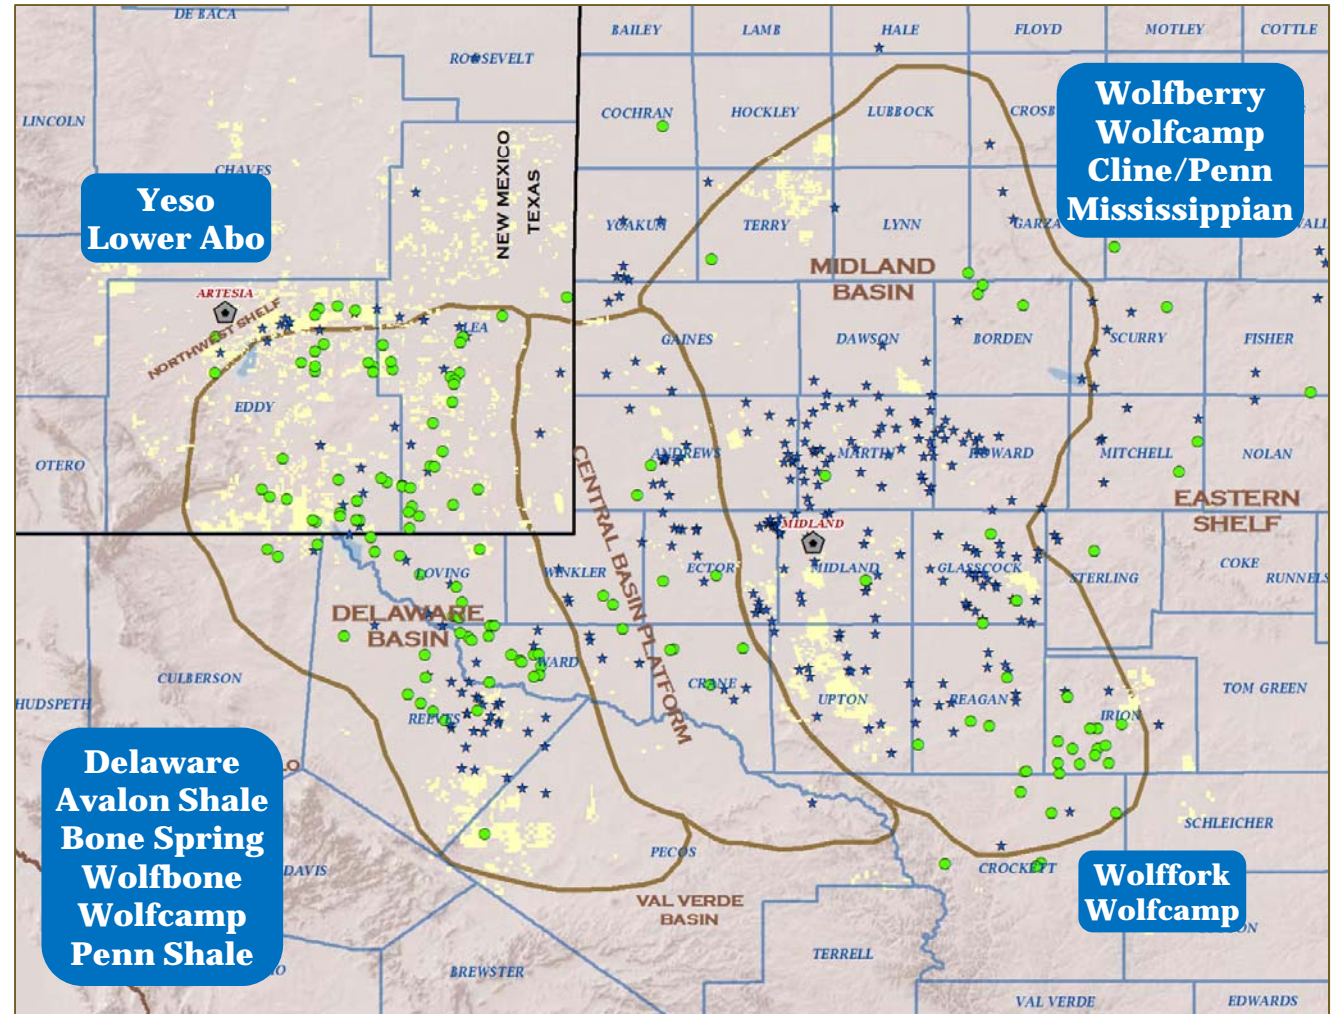 DE BACA
ROOSEVELT
BAILEY
LAMB
HALE
FLOYD
MOTLEY
COTTLE
LINCOLN
CHAVES
COCHRAN
HOCKLEY
LUBBOCK
CROSB
Wolfberry
Wolfcamp
Cline/Penn
Mississippian
Yeso
Lower Abo
NEW MEXICO
TEXAS
YOAKUM
TERRY
LYNN
GARZA
MIDLAND
BASIN
ARTESIA
NORTHWEST SHELF
LEA
GAINES
DAWSON
BORDEN
SCURRY
FISHER
EDDY
OTERO
CENTRAL BASIN PLATFORM
ANDREWS
MARTIN
HOWARD
MITCHELL
NOLAN
EASTERN
SHELF
MIDLAND
LOVING
WINKLER
ECTOR
MIDLAND
GLASSCOCK
STERLING
COKE
RUNNELS
DELAWARE
BASIN
WARD
HUDSPETH
CULBERSON
REEVES
CRANE
UPTON
REAGAN
IRION
TOM GREEN
Delaware
Avalon Shale
Bone Spring
Wolfbone
Wolfcamp
Penn Shale
DAVIS
PECOS
CROCKETT
SCHLEICHER
Wolffork
Wolfcamp
VAL VERDE
BASIN
TERRELL
BREWSTER
VAL VERDE
EDWARDS